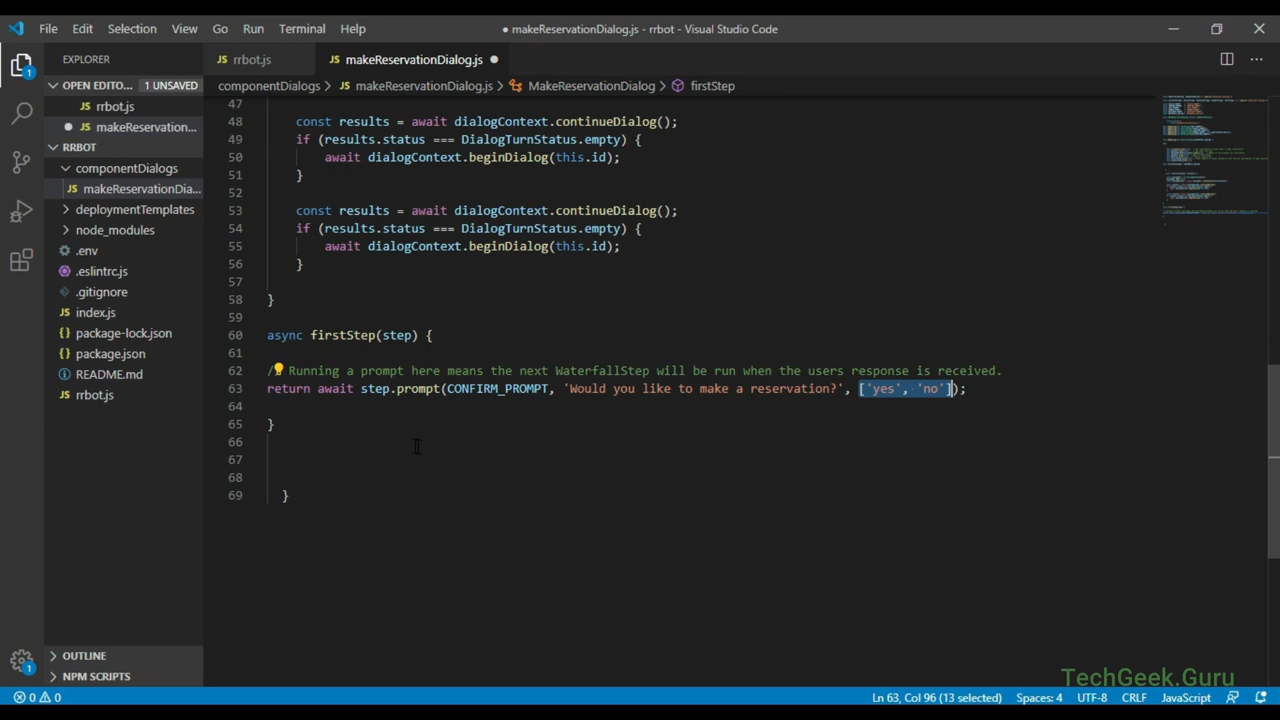 File Edit Selection View Go Run Terminal Help
● makeReservationDialog.js - rrbot - Visual Studio Code
EXPLORER
JS rrbot.js
JS makeReservationDialog.js ●
OPEN EDITO... 1 UNSAVED
componentDialogs > JS makeReservationDialog.js > MakeReservationDialog > firstStep
JS rrbot.js
● JS makeReservation...
RRBOT
componentDialogs
JS makeReservationDia...
deploymentTemplates
node_modules
.env
.eslintrc.js
.gitignore
JS index.js
{} package-lock.json
{} package.json
README.md
JS rrbot.js
OUTLINE
NPM SCRIPTS
1
1
47
48 const results = await dialogContext.continueDialog();
49 if (results.status === DialogTurnStatus.empty) {
50 await dialogContext.beginDialog(this.id);
51 }
52
53 const results = await dialogContext.continueDialog();
54 if (results.status === DialogTurnStatus.empty) {
55 await dialogContext.beginDialog(this.id);
56 }
57
58 }
59
60 async firstStep(step) {
61
62 / Running a prompt here means the next WaterfallStep will be run when the users response is received.
63 return await step.prompt(CONFIRM_PROMPT, 'Would you like to make a reservation?', ['yes', 'no']);
64
65 }
66
67
68
69 }
TechGeek.Guru
0 0
Ln 63, Col 96 (13 selected) Spaces: 4 UTF-8 CRLF JavaScript